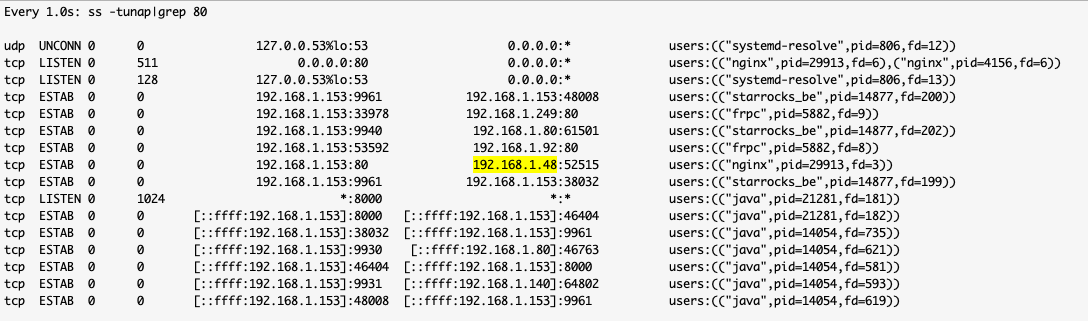 Every 1.0s: ss -tunap|grep 80
udp UNCONN 0 0 127.0.0.53%lo:53 0.0.0.0:* users:(("systemd-resolve",pid=806,fd=12))
tcp LISTEN 0 511 0.0.0.0:80 0.0.0.0:* users:(("nginx",pid=29913,fd=6),("nginx",pid=4156,fd=6))
tcp LISTEN 0 128 127.0.0.53%lo:53 0.0.0.0:* users:(("systemd-resolve",pid=806,fd=13))
tcp ESTAB 0 0 192.168.1.153:9961 192.168.1.153:48008 users:(("starrocks_be",pid=14877,fd=200))
tcp ESTAB 0 0 192.168.1.153:33978 192.168.1.249:80 users:(("frpc",pid=5882,fd=9))
tcp ESTAB 0 0 192.168.1.153:9940 192.168.1.80:61501 users:(("starrocks_be",pid=14877,fd=202))
tcp ESTAB 0 0 192.168.1.153:53592 192.168.1.92:80 users:(("frpc",pid=5882,fd=8))
tcp ESTAB 0 0 192.168.1.153:80 192.168.1.48:52515 users:(("nginx",pid=29913,fd=3))
tcp ESTAB 0 0 192.168.1.153:9961 192.168.1.153:38032 users:(("starrocks_be",pid=14877,fd=199))
tcp LISTEN 0 1024 *:8000 *:* users:(("java",pid=21281,fd=181))
tcp ESTAB 0 0 [::ffff:192.168.1.153]:8000 [::ffff:192.168.1.153]:46404 users:(("java",pid=21281,fd=182))
tcp ESTAB 0 0 [::ffff:192.168.1.153]:38032 [::ffff:192.168.1.153]:9961 users:(("java",pid=14054,fd=735))
tcp ESTAB 0 0 [::ffff:192.168.1.153]:9930 [::ffff:192.168.1.80]:46763 users:(("java",pid=14054,fd=621))
tcp ESTAB 0 0 [::ffff:192.168.1.153]:46404 [::ffff:192.168.1.153]:8000 users:(("java",pid=14054,fd=581))
tcp ESTAB 0 0 [::ffff:192.168.1.153]:9931 [::ffff:192.168.1.140]:64802 users:(("java",pid=14054,fd=593))
tcp ESTAB 0 0 [::ffff:192.168.1.153]:48008 [::ffff:192.168.1.153]:9961 users:(("java",pid=14054,fd=619))